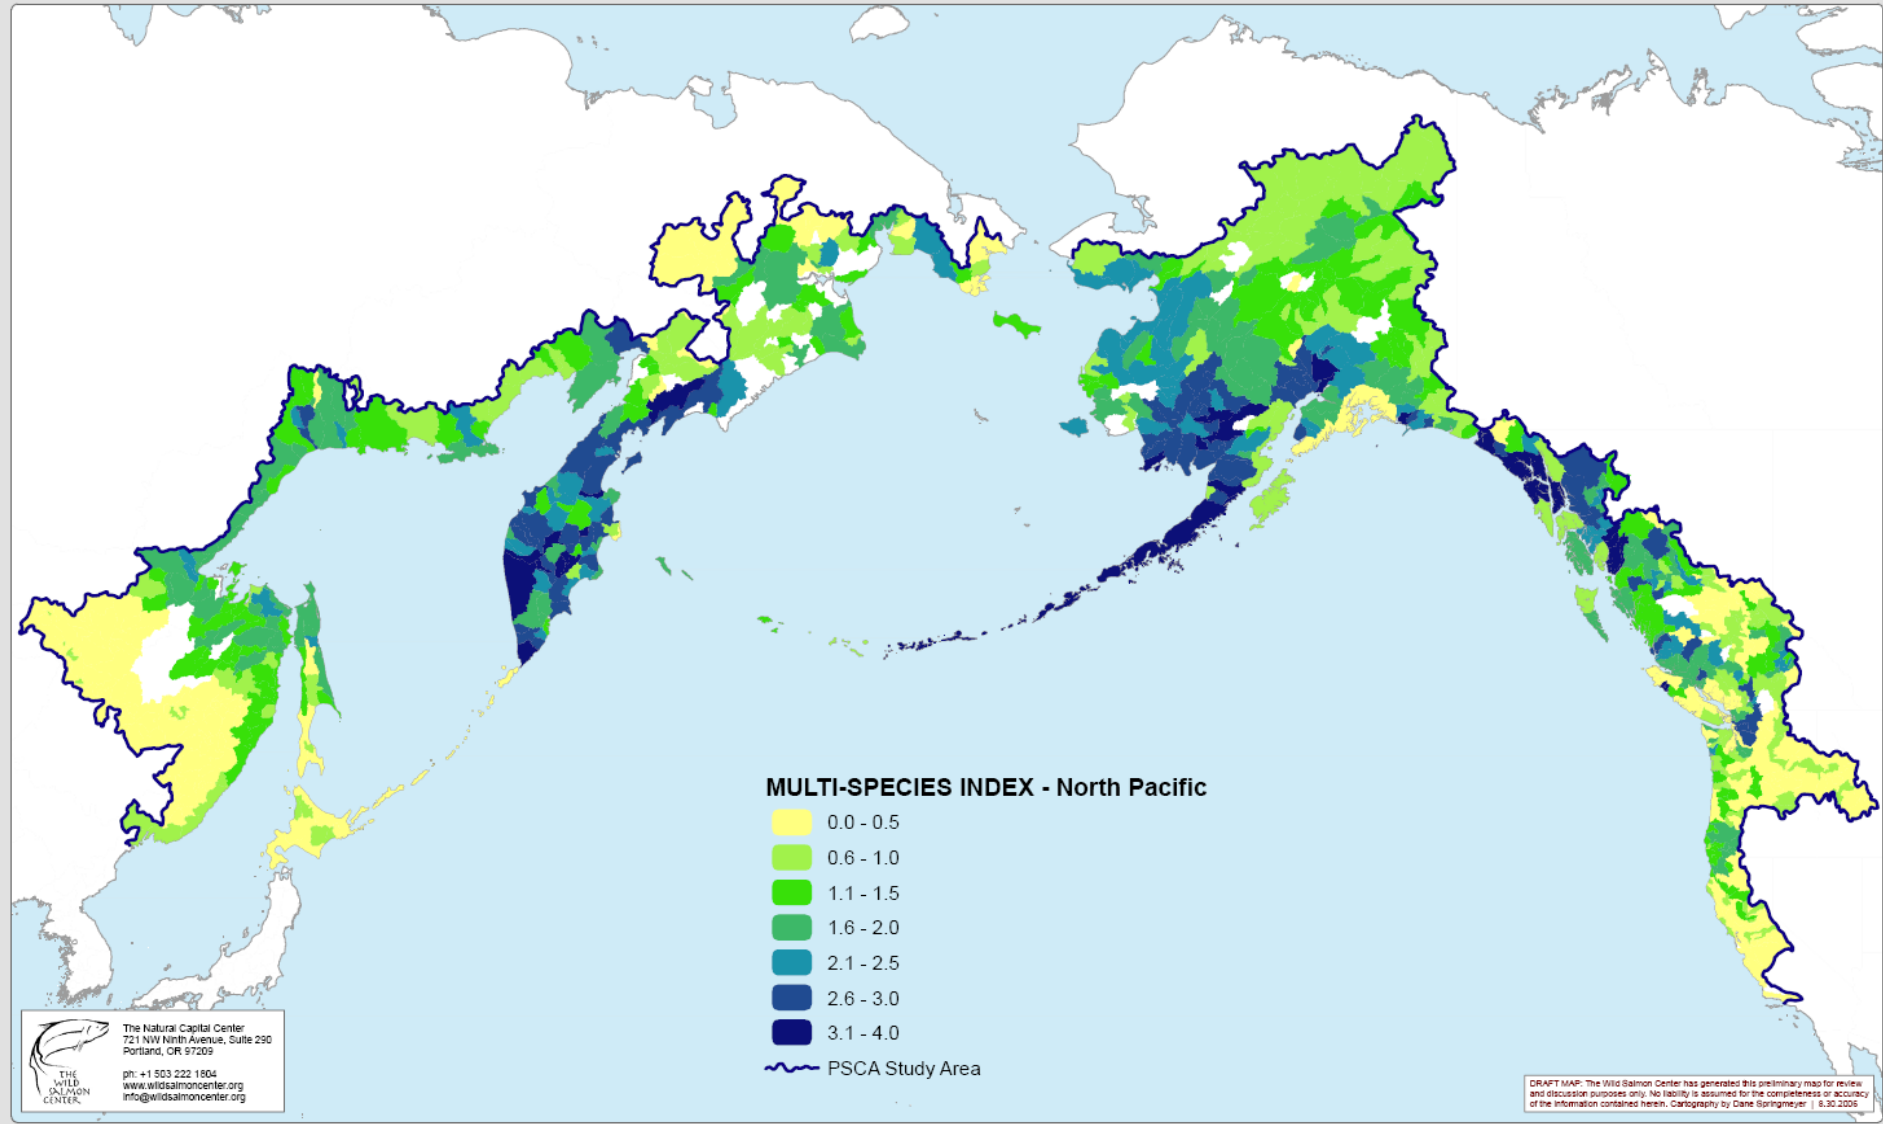 MULTI-SPECIES INDEX - North Pacific
0.0 - 0.5
0.6 - 1.0
1.1 - 1.5
1.6 - 2.0
2.1 - 2.5
2.6 - 3.0
3.1 - 4.0
PSCA Study Area
THE
WILD
SALMON
CENTER
The Natural Capital Center
721 NW Ninth Avenue, Suite 290
Portland, OR 97209
ph: +1 503 222 1804
www.wildsalmoncenter.org
info@wildsalmoncenter.org
DRAFT MAP: The Wild Salmon Center has generated this preliminary map for review
and discussion purposes only. No liability is assumed for the completeness or accuracy
of the information contained herein. Cartography by Dane Springmeyer | 8.30.2006